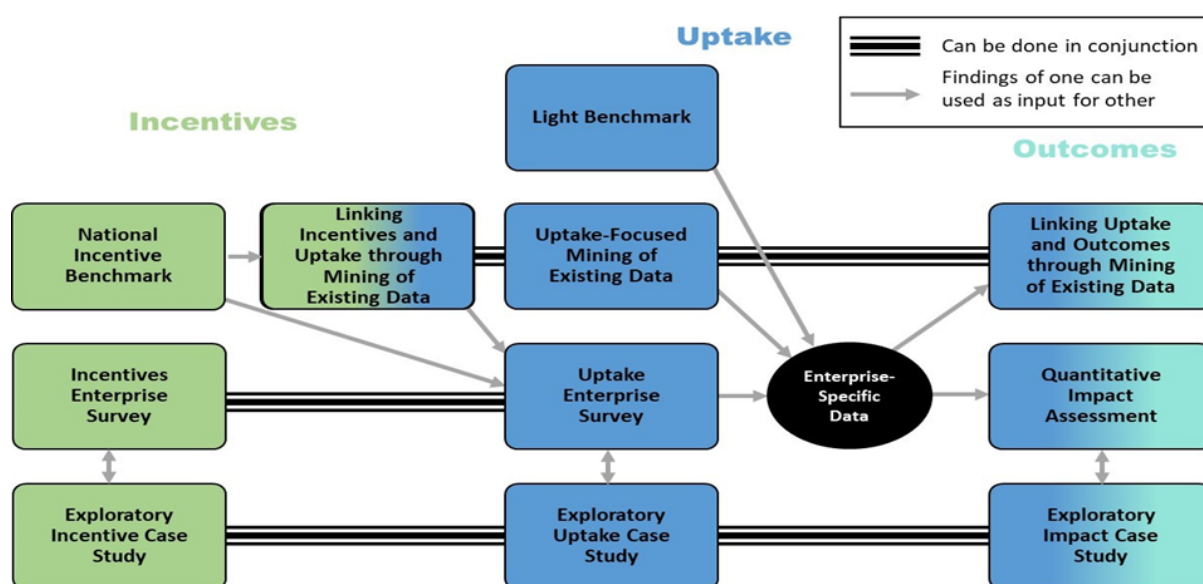 Uptake
Can be done in conjunction
Findings of one can be
used as input for other
Incentives
Light Benchmark
Outcomes
National
Incentive
Benchmark
Linking
Incentives and
Uptake through
Mining of
Existing Data
Uptake-Focused
Mining of
Existing Data
Linking Uptake
and Outcomes
through Mining
of Existing Data
Incentives
Enterprise
Survey
Uptake
Enterprise
Survey
Enterprise-
Specific
Data
Quantitative
Impact
Assessment
Exploratory
Incentive Case
Study
Exploratory
Uptake Case
Study
Exploratory
Impact Case
Study